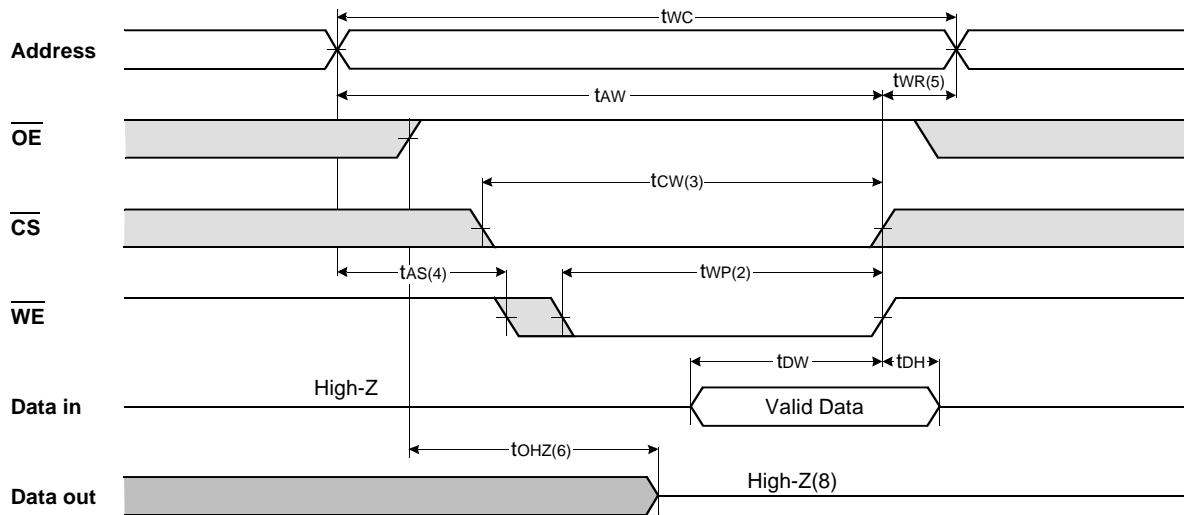 tWC
Address
tAW
tWR(5)
OE
tCW(3)
CS
tAS(4)
tWP(2)
WE
tDW
tDH
High-Z
Data in
Valid Data
tOHZ(6)
High-Z(8)
Data out